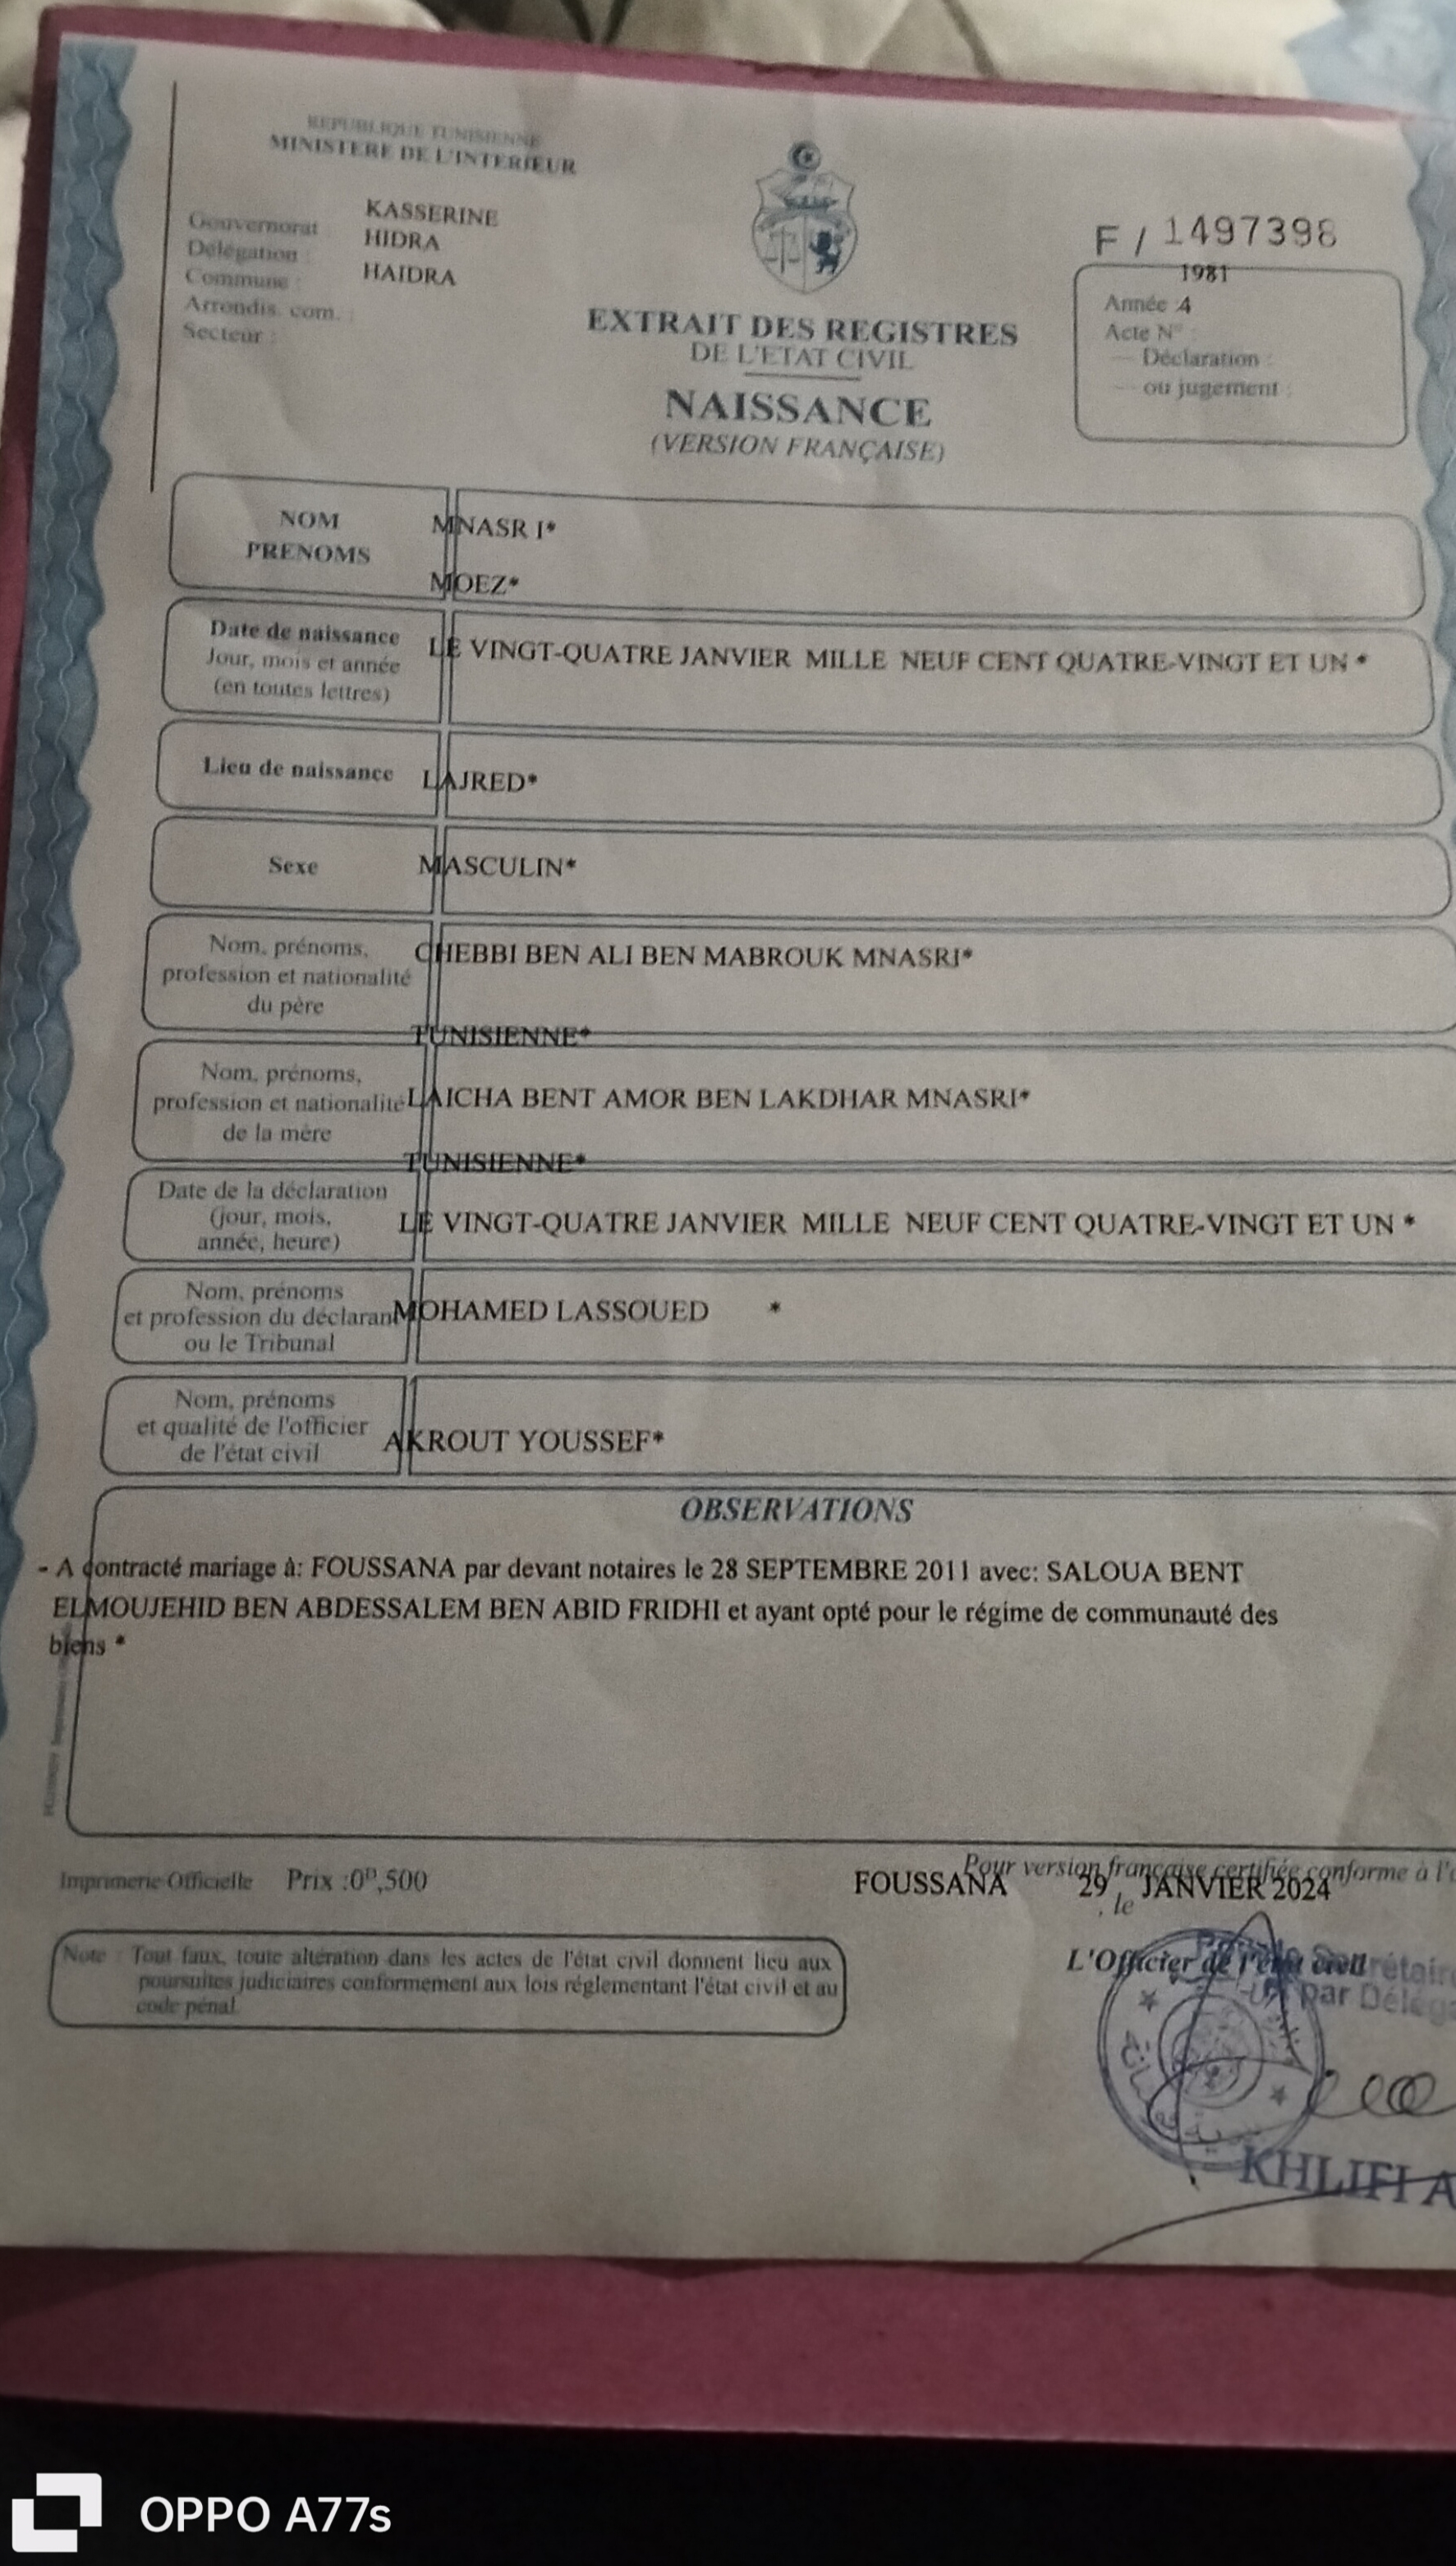 REPUBLIQUE TUNISIENNE
MINISTERE DE L'INTERIEUR
Gouvernorat KASSERINE
Délégation : HIDRA
Commune : HAIDRA
Arrondis. com. :
Secteur :
F / 1497398
1981
Année :4
Acte N° :
— Déclaration :
— ou jugement :
EXTRAIT DES REGISTRES
DE L'ETAT CIVIL
NAISSANCE
(VERSION FRANÇAISE)
NOM MNASR I*
PRENOMS MOEZ*
Date de naissance
Jour, mois et année
(en toutes lettres)
LE VINGT-QUATRE JANVIER MILLE NEUF CENT QUATRE-VINGT ET UN *
Lieu de naissance LAJRED*
Sexe MASCULIN*
Nom, prénoms,
profession et nationalité
du père
CHEBBI BEN ALI BEN MABROUK MNASRI*
TUNISIENNE*
Nom, prénoms,
profession et nationalité
de la mère
LAICHA BENT AMOR BEN LAKDHAR MNASRI*
TUNISIENNE*
Date de la déclaration
(jour, mois,
année, heure)
LE VINGT-QUATRE JANVIER MILLE NEUF CENT QUATRE-VINGT ET UN *
Nom, prénoms
et profession du déclarant
ou le Tribunal
MOHAMED LASSOUED *
Nom, prénoms
et qualité de l'officier
de l'état civil
AKROUT YOUSSEF*
OBSERVATIONS
- A contracté mariage à: FOUSSANA par devant notaires le 28 SEPTEMBRE 2011 avec: SALOUA BENT
ELMOUJEHID BEN ABDESSALEM BEN ABID FRIDHI et ayant opté pour le régime de communauté des
biens *
Imprimerie Officielle Prix :0ᴰ,500
Pour version française certifiée conforme à l'
FOUSSANA 29 JANVIER 2024
, le
L'Officier de l'état civil
Secrétaire
par Délég
Note : Tout faux, toute altération dans les actes de l'état civil donnent lieu aux
poursuites judiciaires conformement aux lois réglementant l'état civil et au
code pénal.
KHLIFI A
OPPO A77s